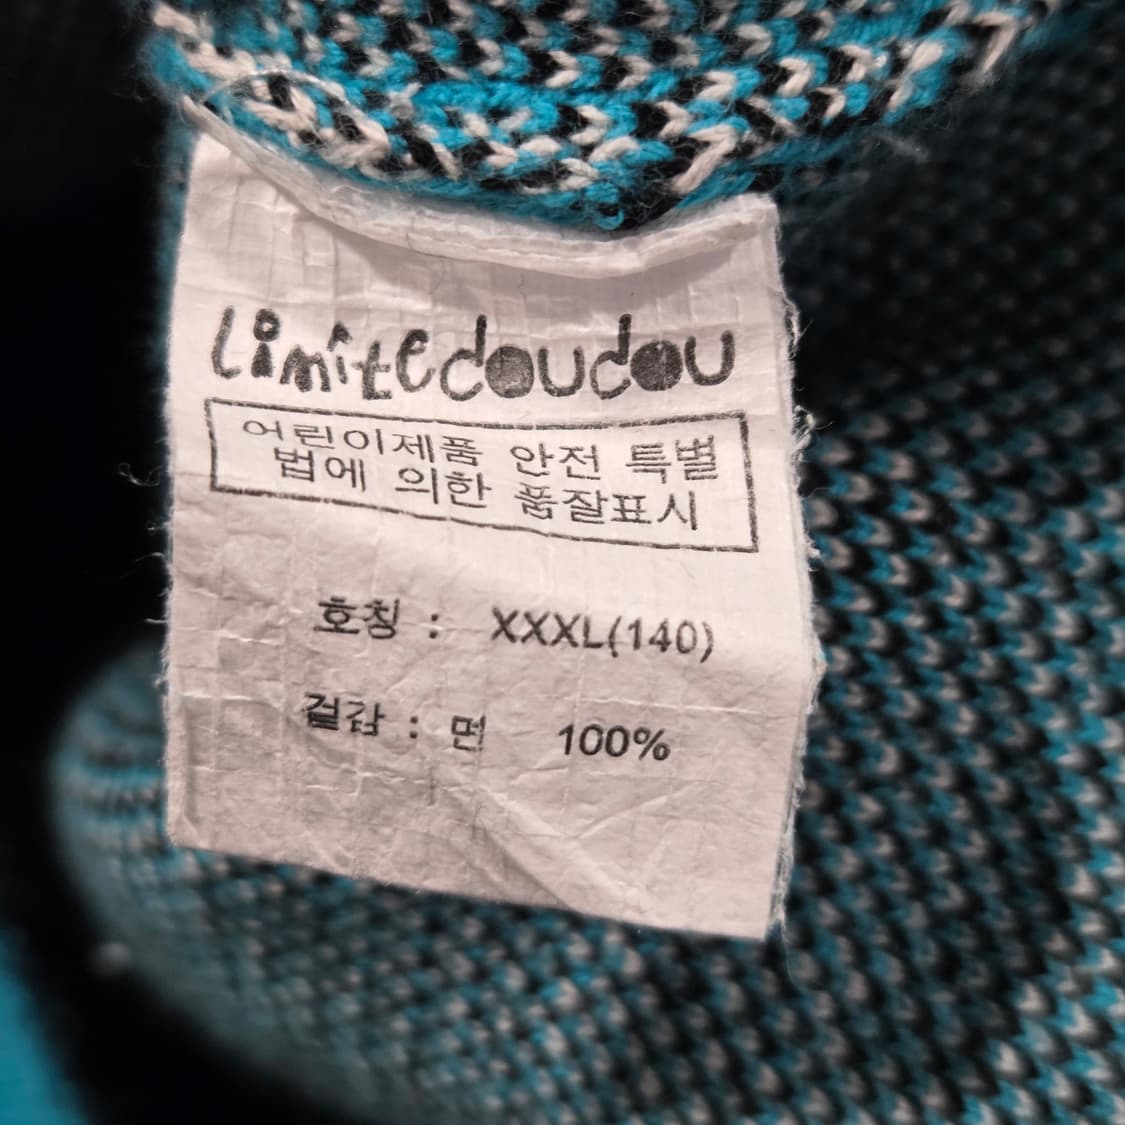 limitedoudou
어린이제품 안전 특별
법에 의한 품질표시
호칭 : XXXL(140)
겉감 : 면 100%